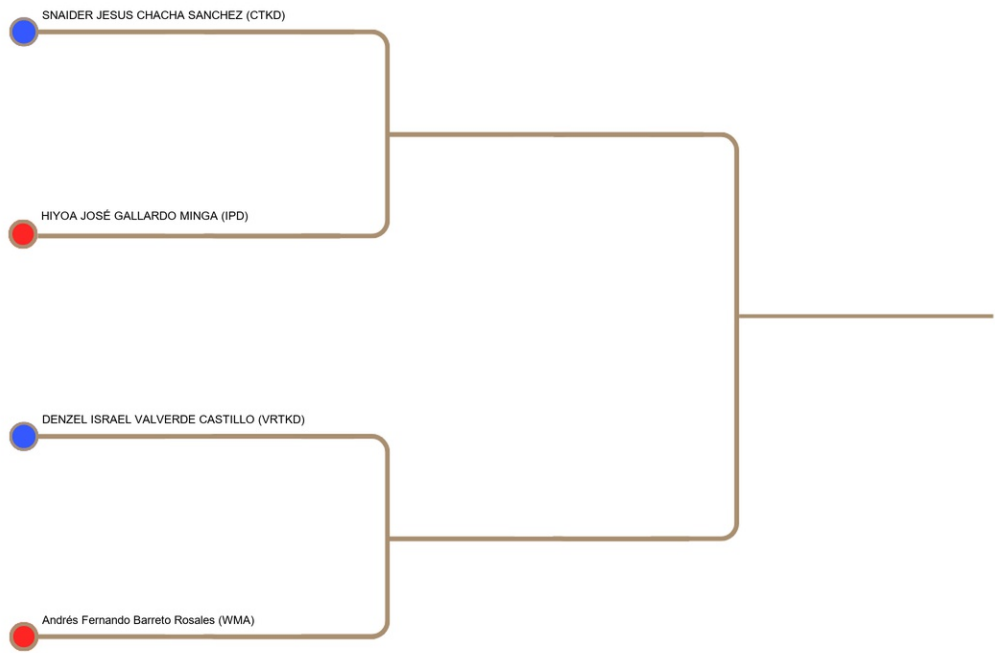 SNAIDER JESUS CHACHA SANCHEZ (CTKD)
HIYOA JOSÉ GALLARDO MINGA (IPD)
DENZEL ISRAEL VALVERDE CASTILLO (VRTKD)
Andrés Fernando Barreto Rosales (WMA)